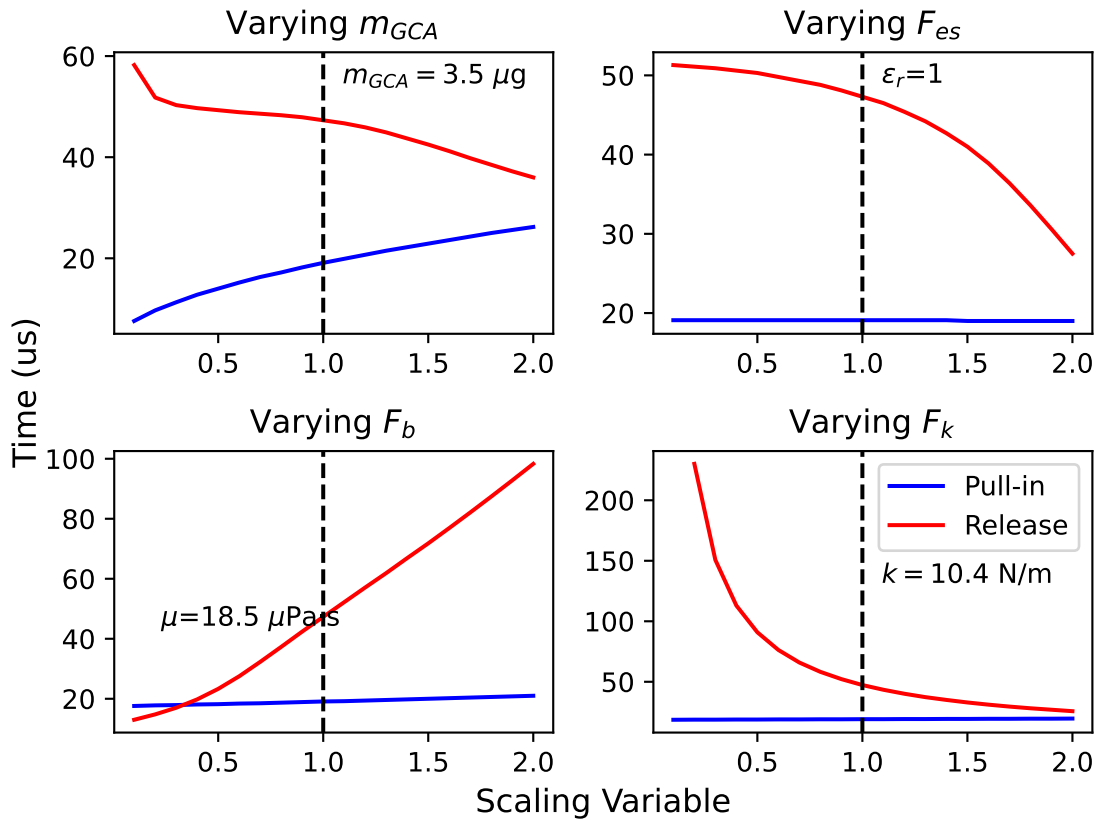 Varying m_GCA
60
40
20
0.5 1.0 1.5 2.0
m_GCA = 3.5 μg
Varying F_es
50
40
30
20
0.5 1.0 1.5 2.0
ε_r=1
Time (us)
Varying F_b
100
80
60
40
20
0.5 1.0 1.5 2.0
μ=18.5 μPa·s
Varying F_k
200
150
100
50
0.5 1.0 1.5 2.0
Pull-in
Release
k = 10.4 N/m
Scaling Variable